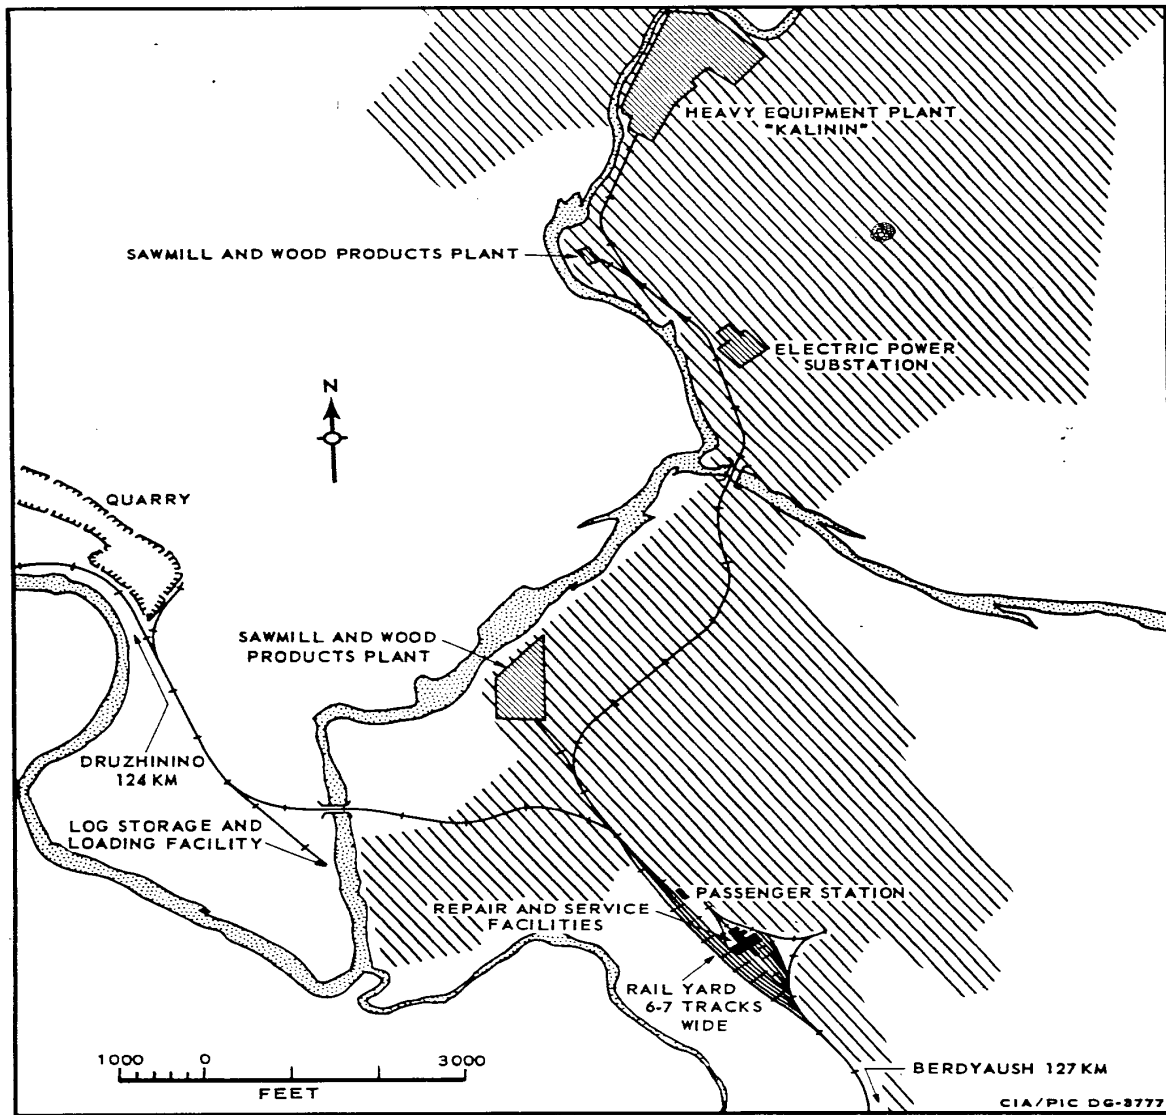 HEAVY EQUIPMENT PLANT
"KALININ"
SAWMILL AND WOOD PRODUCTS PLANT
ELECTRIC POWER
SUBSTATION
N
QUARRY
SAWMILL AND WOOD
PRODUCTS PLANT
DRUZHININO
124 KM
LOG STORAGE AND
LOADING FACILITY
PASSENGER STATION
REPAIR AND SERVICE
FACILITIES
RAIL YARD
6-7 TRACKS
WIDE
1000 0 3000
FEET
BERDYAUSH 127 KM
CIA/PIC DG-8777